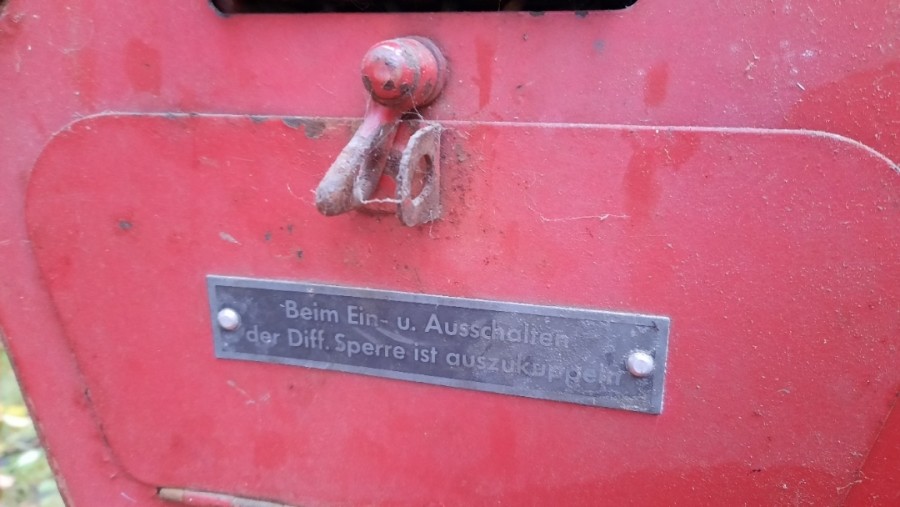 Beim Ein- u. Ausschalten
der Diff. Sperre ist auszukuppeln